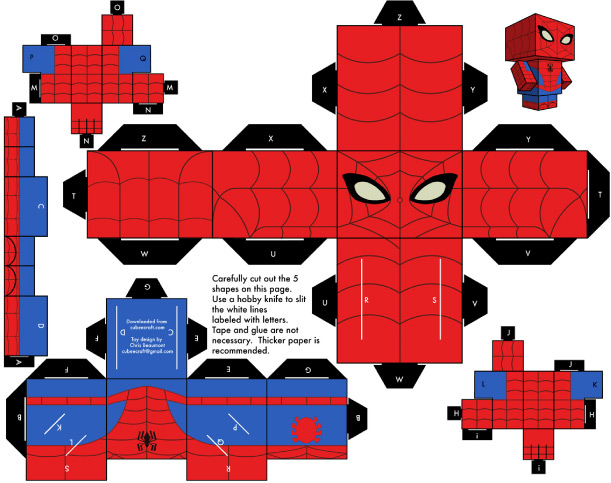 O
O
P
Q
M
M
N
N
A
C
D
A
Z
X
Y
Z
X
Y
T
T
W
U
V
U
R
S
V
W
Carefully cut out the 5
shapes on this page.
Use a hobby knife to slit
the white lines
labeled with letters.
Tape and glue are not
necessary. Thicker paper is
recommended.
G
F
D
C
E
Downloaded from
cubeecraft.com
Toy design by
Chris Beaumont
cubeecraft@gmail.com
F
E
G
B
B
K
L
P
Q
S
R
J
J
L
K
H
H
i
i